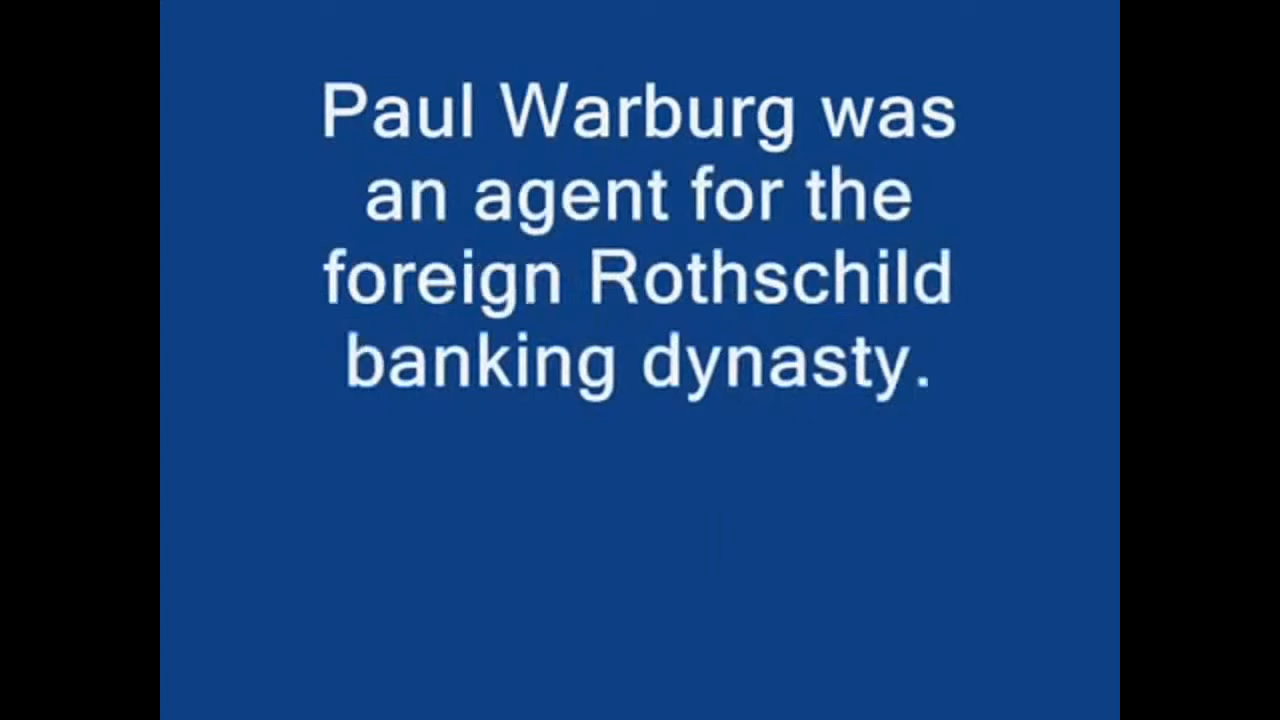 Paul Warburg was
an agent for the
foreign Rothschild
banking dynasty.